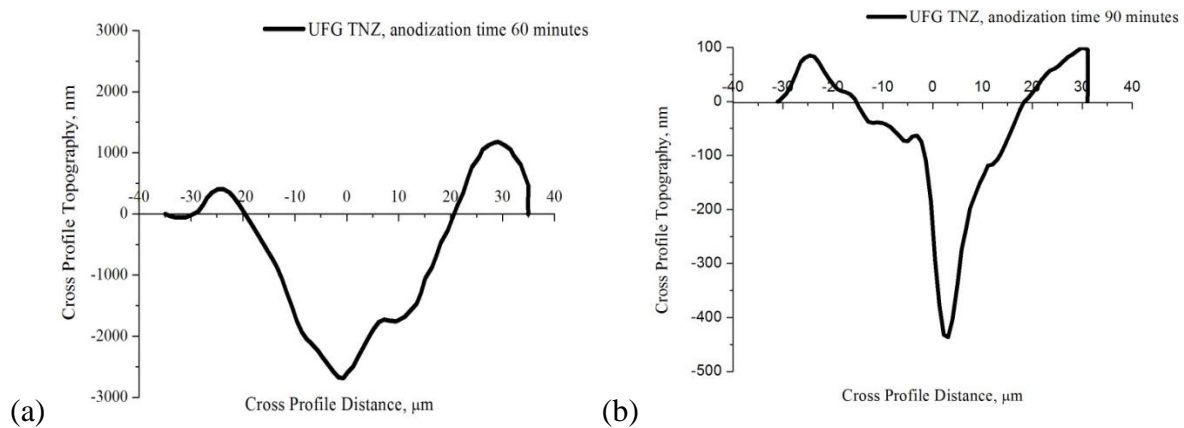 UFG TNZ, anodization time 60 minutes
3000
2000
1000
0
-1000
-2000
-3000
-40 -30 -20 -10 0 10 20 30 40
Cross Profile Topography, nm
Cross Profile Distance, μm
(a)
UFG TNZ, anodization time 90 minutes
100
0
-100
-200
-300
-400
-500
-40 -30 -20 -10 0 10 20 30 40
Cross Profile Topography, nm
Cross Profile Distance, μm
(b)